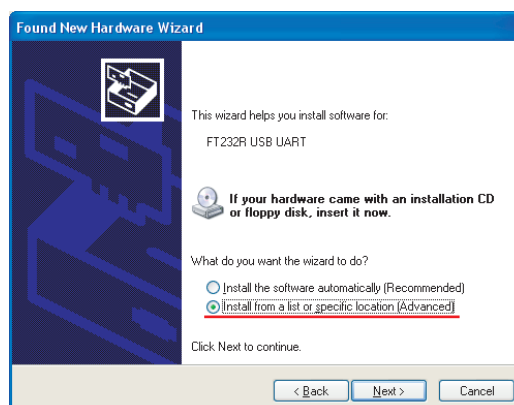 Found New Hardware Wizard
This wizard helps you install software for:
FT232R USB UART
If your hardware came with an installation CD
or floppy disk, insert it now.
What do you want the wizard to do?
Install the software automatically (Recommended)
Install from a list or specific location (Advanced)
Click Next to continue.
< Back Next > Cancel